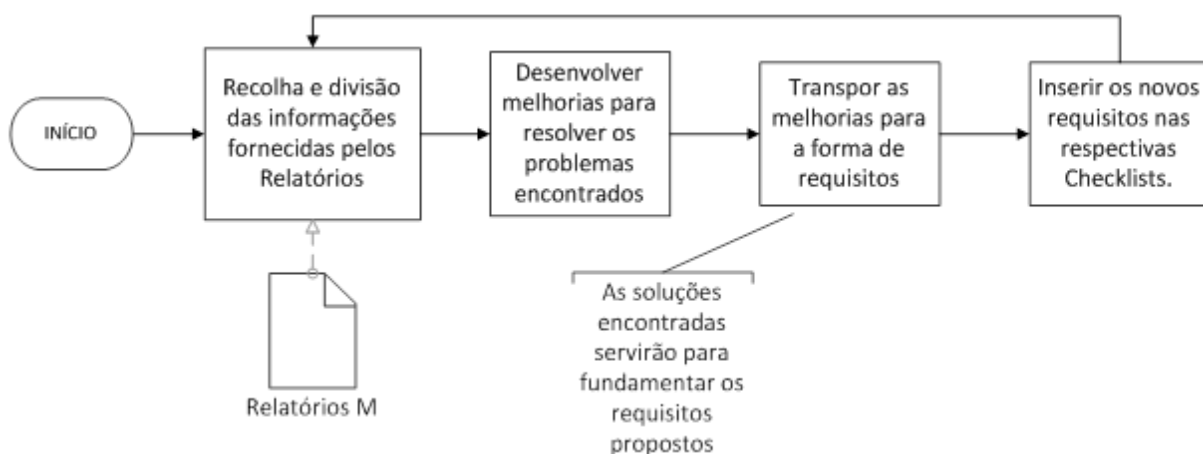 INÍCIO
Recolha e divisão
das informações
fornecidas pelos
Relatórios
Desenvolver
melhorias para
resolver os
problemas
encontrados
Transpor as
melhorias para
a forma de
requisitos
Inserir os novos
requisitos nas
respectivas
Checklists.
Relatórios M
As soluções
encontradas
servirão para
fundamentar os
requisitos
propostos